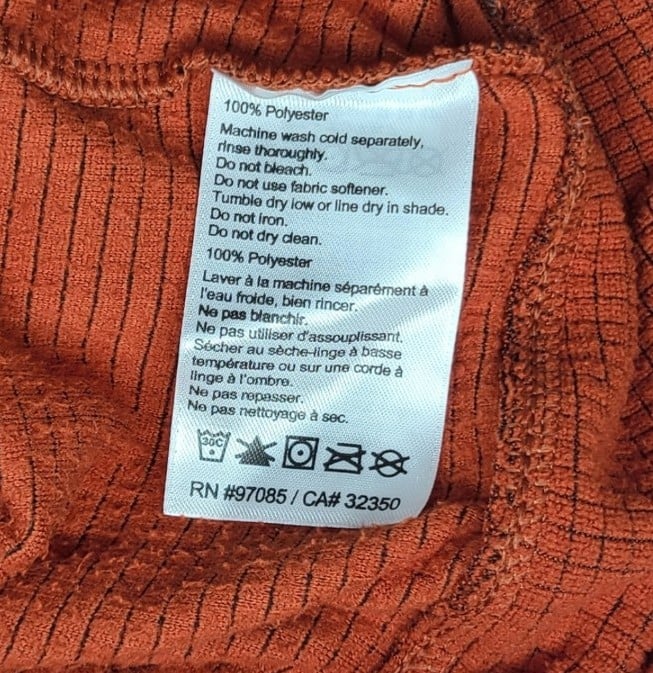 100% Polyester
Machine wash cold separately,
rinse thoroughly.
Do not bleach.
Do not use fabric softener.
Tumble dry low or line dry in shade.
Do not iron.
Do not dry clean.
100% Polyester
Laver à la machine séparément à
l'eau froide, bien rincer.
Ne pas blanchir.
Ne pas utiliser d'assouplissant.
Sécher au sèche-linge à basse
température ou sur une corde à
linge à l'ombre.
Ne pas repasser.
Ne pas nettoyage à sec.
30C
RN #97085 / CA# 32350